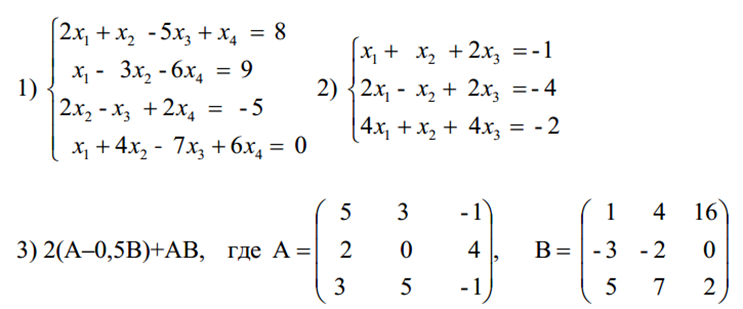 1) { 2x₁ + x₂ - 5x₃ + x₄ = 8
x₁ - 3x₂ - 6x₄ = 9
2x₂ - x₃ + 2x₄ = - 5
x₁ + 4x₂ - 7x₃ + 6x₄ = 0
2) { x₁ + x₂ + 2x₃ = - 1
2x₁ - x₂ + 2x₃ = - 4
4x₁ + x₂ + 4x₃ = - 2
3) 2(A–0,5B)+AB, где A = ( 5 3 - 1
2 0 4
3 5 - 1 ), B = ( 1 4 16
- 3 - 2 0
5 7 2 )